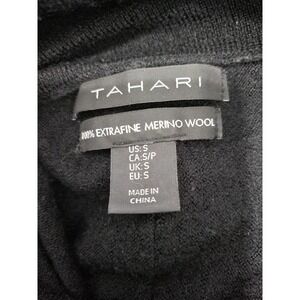 TAHARI
100% EXTRAFINE MERINO WOOL
US: S
CA: S/P
UK: S
EU: S
MADE IN
CHINA